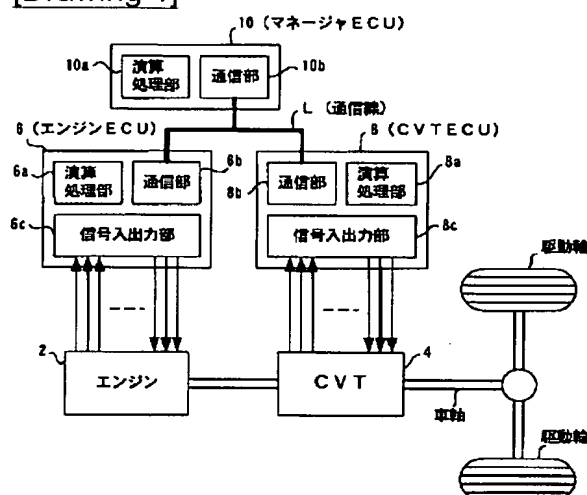 [Drawing 1]
10 (マネージャECU)
10a
演算
処理部
通信部
10b
L (通信線)
6 (エンジンECU)
8 (CVTECU)
6a
演算
処理部
通信部
6b
8b
通信部
演算
処理部
8a
6c
信号入出力部
信号入出力部
8c
駆動輪
2
エンジン
CVT
4
車軸
駆動輪